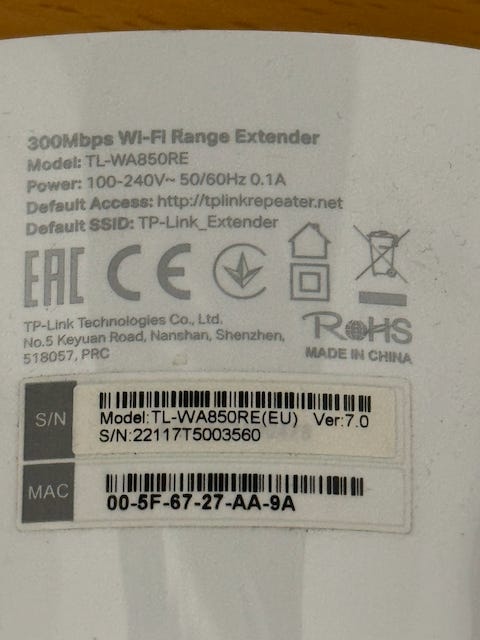 300Mbps Wi-Fi Range Extender
Model: TL-WA850RE
Power: 100-240V~ 50/60Hz 0.1A
Default Access: http://tplinkrepeater.net
Default SSID: TP-Link_Extender
EAC CE
TP-Link Technologies Co., Ltd.
No.5 Keyuan Road, Nanshan, Shenzhen,
518057, PRC
RoHS
MADE IN CHINA
S/N
Model:TL-WA850RE(EU) Ver:7.0
S/N:22117T5003560
MAC
00-5F-67-27-AA-9A